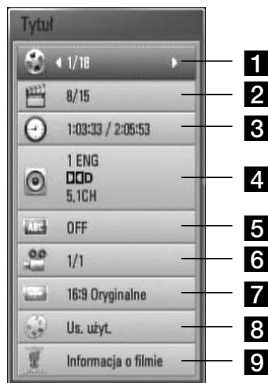 Tytuł
1/18 1
8/15 2
1:03:33 / 2:05:53 3
1 ENG
D
5.1CH 4
ABC OFF 5
1/1 6
16:9 Oryginalne 7
Us. użyt. 8
Informacja o filmie 9